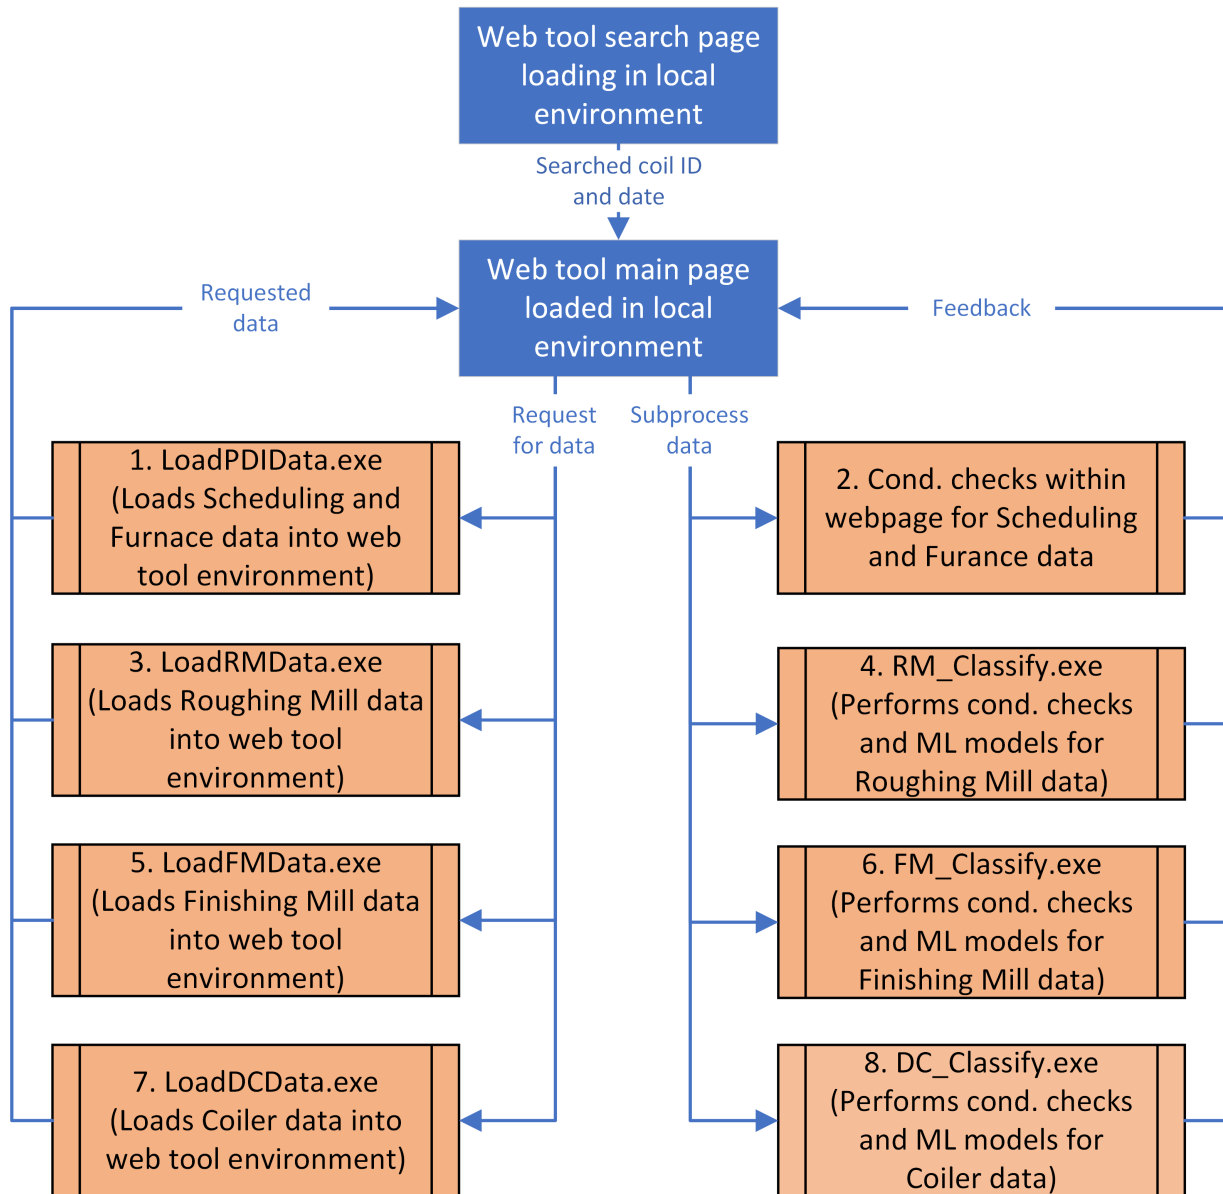 Web tool search page
loading in local
environment
Searched coil ID
and date
Web tool main page
loaded in local
environment
Requested
data
Feedback
Request
for data
Subprocess
data
1. LoadPDIData.exe
(Loads Scheduling and
Furnace data into web
tool environment)
2. Cond. checks within
webpage for Scheduling
and Furance data
3. LoadRMData.exe
(Loads Roughing Mill data
into web tool
environment)
4. RM_Classify.exe
(Performs cond. checks
and ML models for
Roughing Mill data)
5. LoadFMData.exe
(Loads Finishing Mill data
into web tool
environment)
6. FM_Classify.exe
(Performs cond. checks
and ML models for
Finishing Mill data)
7. LoadDCData.exe
(Loads Coiler data into
web tool environment)
8. DC_Classify.exe
(Performs cond. checks
and ML models for
Coiler data)